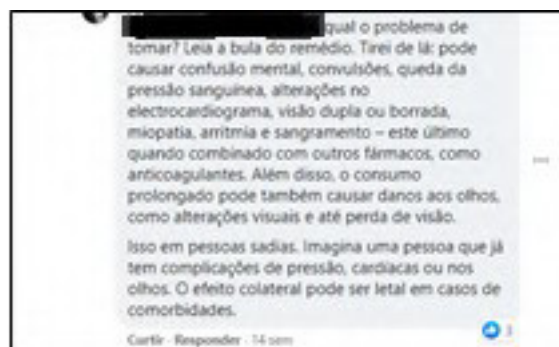 qual o problema de
tomar? Leia a bula do remédio. Tirei de lá: pode
causar confusão mental, convulsões, queda da
pressão sanguínea, alterações no
electrocardiograma, visão dupla ou borrada,
miopatia, arritmia e sangramento – este último
quando combinado com outros fármacos, como
anticoagulantes. Além disso, o consumo
prolongado pode também causar danos aos olhos,
como alterações visuais e até perda de visão.
Isso em pessoas sadias. Imagina uma pessoa que já
tem complicações de pressão, cardíacas ou nos
olhos. O efeito colateral pode ser letal em casos de
comorbidades.
Curtir · Responder · 14 sem
3